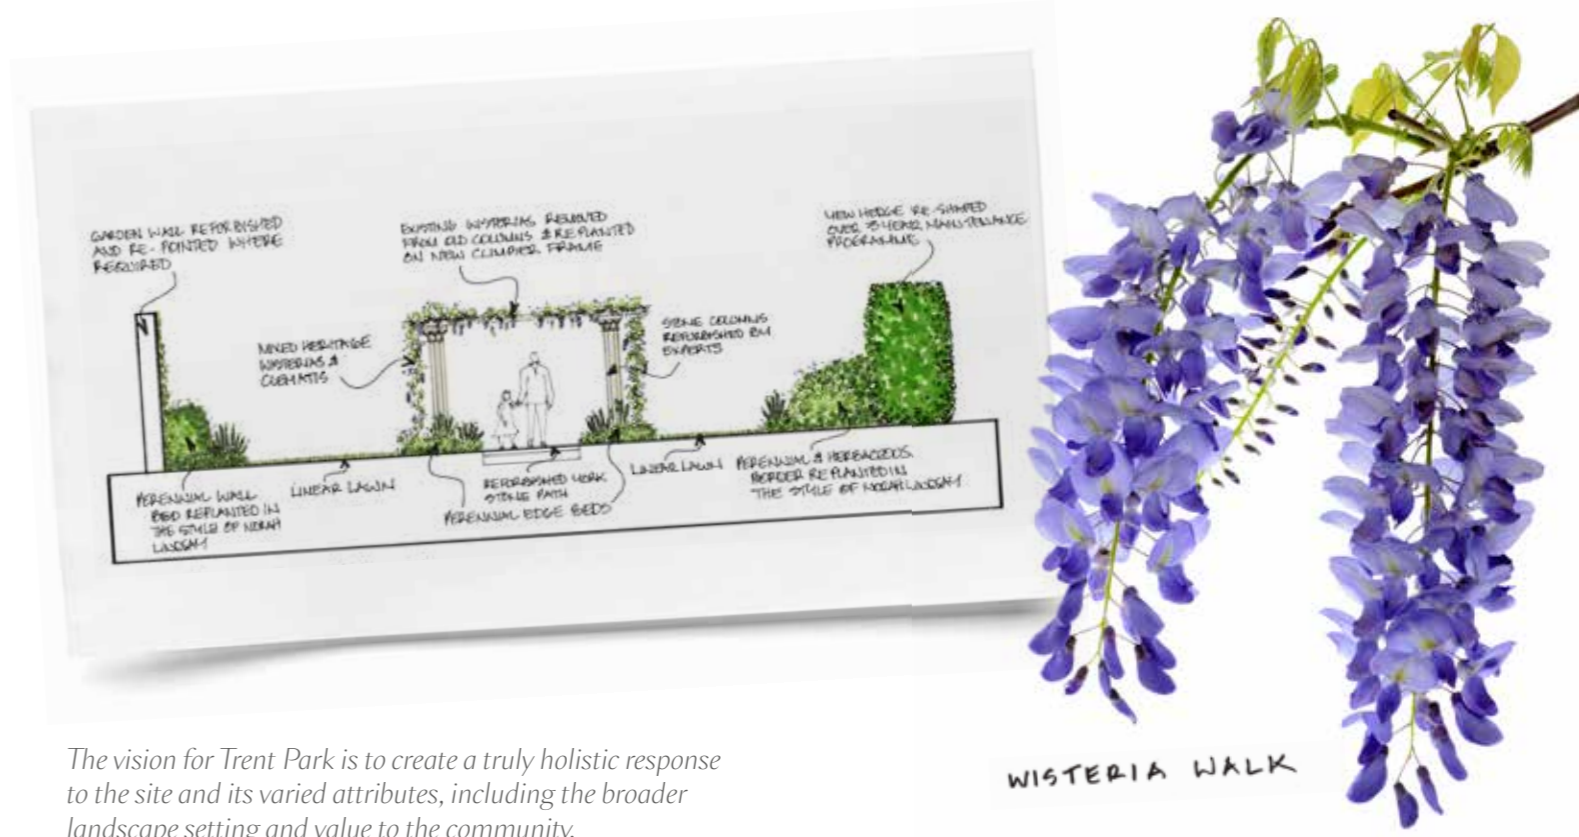 GARDEN WALL REFURBISHED
AND RE-POINTED WHERE
REQUIRED
EXISTING WYSTERIAS REMOVED
FROM OLD COLUMNS & REPLANTED
ON NEW CLIMBER FRAME
YEW HEDGE RE-SHAPED
OVER 3 YEAR MAINTENANCE
PROGRAMME
MIXED HERITAGE
WYSTERIAS &
CLEMATIS
STONE COLUMNS
REFURBISHED BY
EXPERTS
PERENNIAL WALL
BED REPLANTED IN
THE STYLE OF NORAH
LINDSAY
LINEAR LAWN
REFURBISHED YORK
STONE PATH
PERENNIAL EDGE BEDS
LINEAR LAWN
PERENNIAL & HERBACEOUS
BORDER REPLANTED IN
THE STYLE OF NORAH LINDSAY
WISTERIA WALK
The vision for Trent Park is to create a truly holistic response
to the site and its varied attributes, including the broader
landscape setting and value to the community.